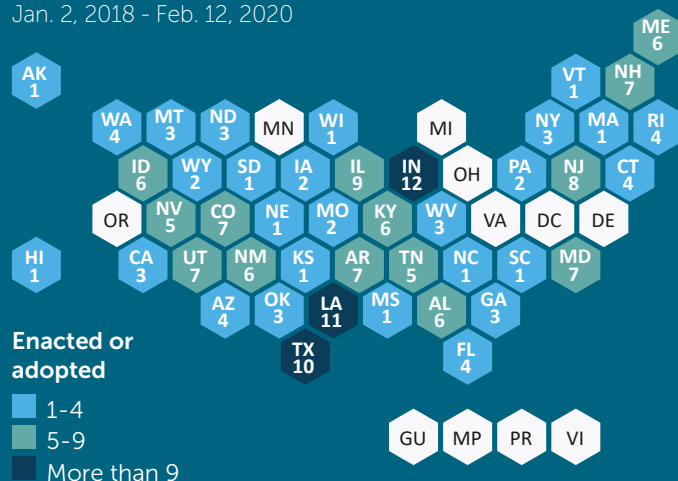 Jan. 2, 2018 - Feb. 12, 2020
ME
6
AK
1
VT
1
NH
7
WA
4
MT
3
ND
3
MN
WI
1
MI
NY
3
MA
1
RI
4
ID
6
WY
2
SD
1
IA
2
IL
9
IN
12
OH
PA
2
NJ
8
CT
4
OR
NV
5
CO
7
NE
1
MO
2
KY
6
WV
3
VA
DC
DE
HI
1
CA
3
UT
7
NM
6
KS
1
AR
7
TN
5
NC
1
SC
1
MD
7
AZ
4
OK
3
LA
11
MS
1
AL
6
GA
3
TX
10
FL
4
Enacted or
adopted
1-4
5-9
More than 9
GU
MP
PR
VI